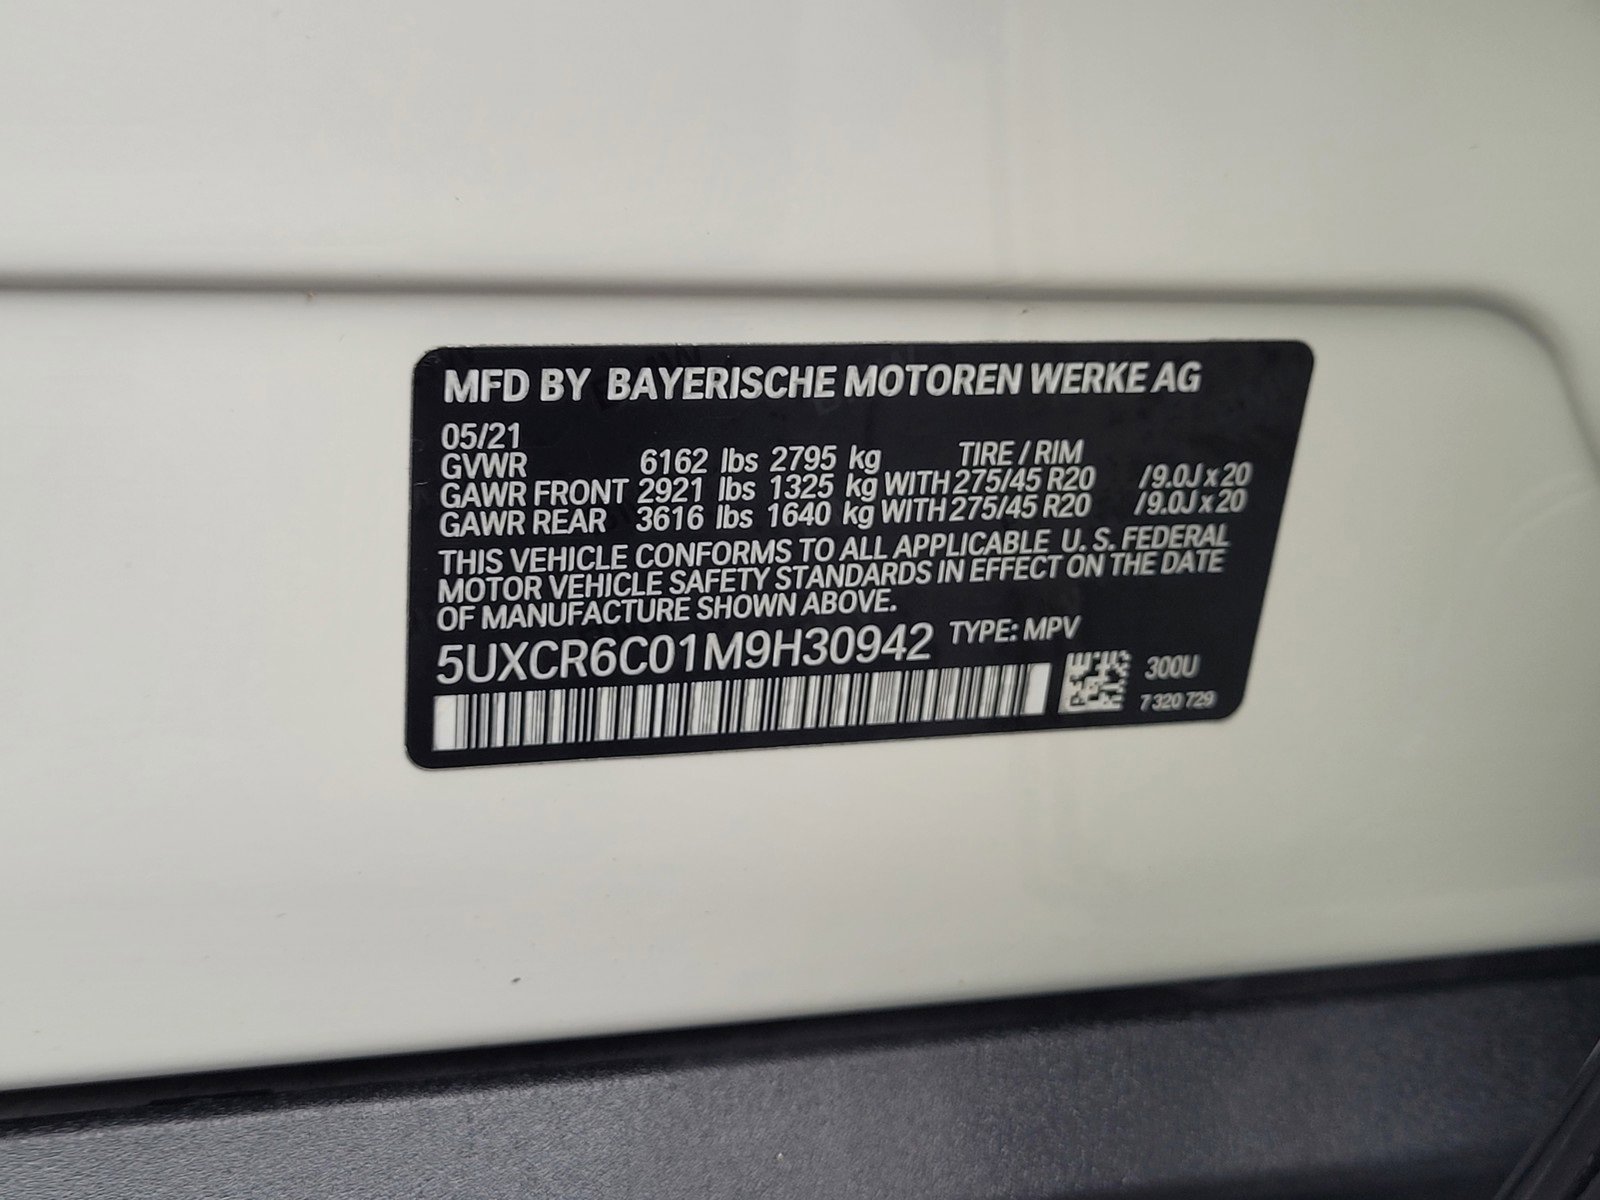 MFD BY BAYERISCHE MOTOREN WERKE AG
05/21
GVWR 6162 lbs 2795 kg TIRE / RIM
GAWR FRONT 2921 lbs 1325 kg WITH 275/45 R20 /9.0J x 20
GAWR REAR 3616 lbs 1640 kg WITH 275/45 R20 /9.0J x 20
THIS VEHICLE CONFORMS TO ALL APPLICABLE U. S. FEDERAL
MOTOR VEHICLE SAFETY STANDARDS IN EFFECT ON THE DATE
OF MANUFACTURE SHOWN ABOVE.
5UXCR6C01M9H30942 TYPE: MPV
300U
7 320 729